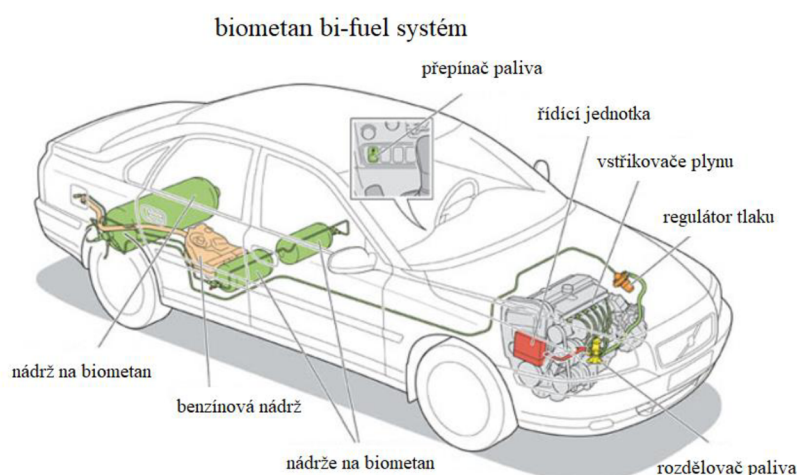 biometan bi-fuel systém
přepínač paliva
řídící jednotka
vstřikovače plynu
regulátor tlaku
nádrž na biometan
benzínová nádrž
nádrže na biometan
rozdělovač paliva